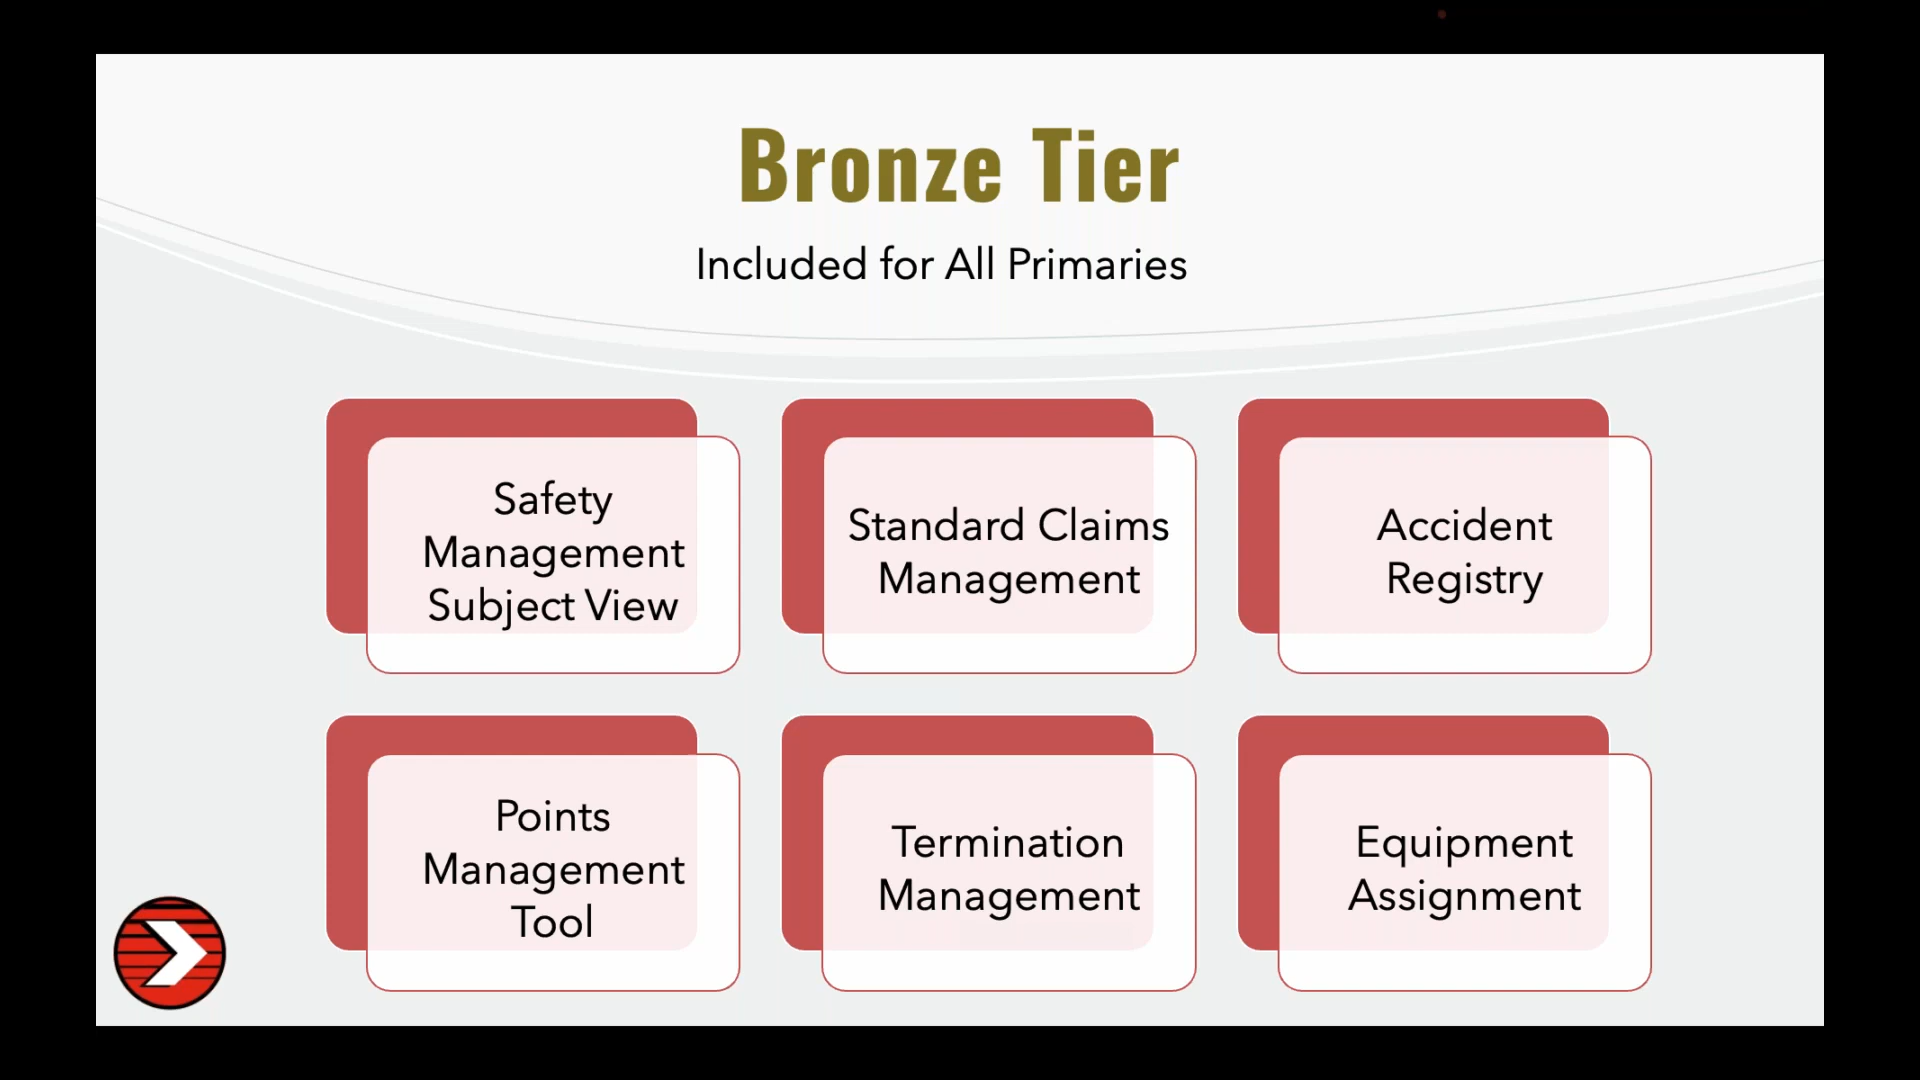 Bronze Tier
Included for All Primaries
Safety
Management
Subject View
Standard Claims
Management
Accident
Registry
Points
Management
Tool
Termination
Management
Equipment
Assignment